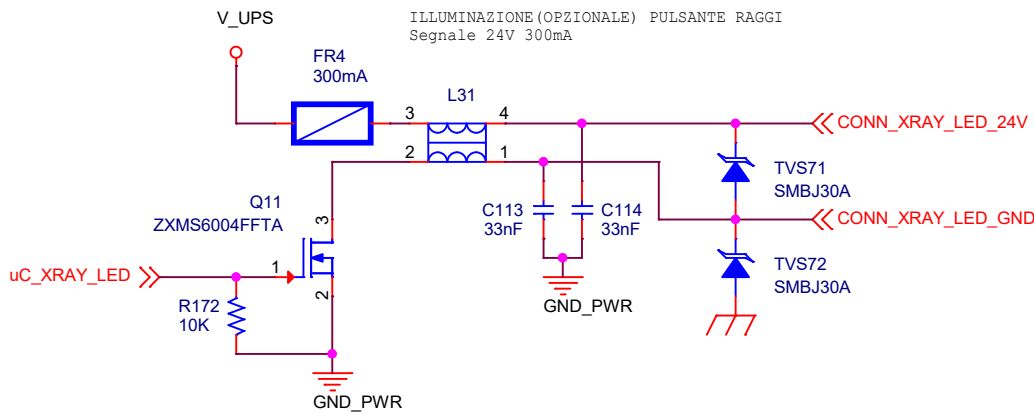 V_UPS
ILLUMINAZIONE(OPZIONALE) PULSANTE RAGGI
Segnale 24V 300mA
FR4
300mA
L31
3
4
2
1
CONN_XRAY_LED_24V
TVS71
SMBJ30A
Q11
ZXMS6004FFTA
3
C113
33nF
C114
33nF
CONN_XRAY_LED_GND
uC_XRAY_LED
1
2
TVS72
SMBJ30A
R172
10K
GND_PWR
GND_PWR